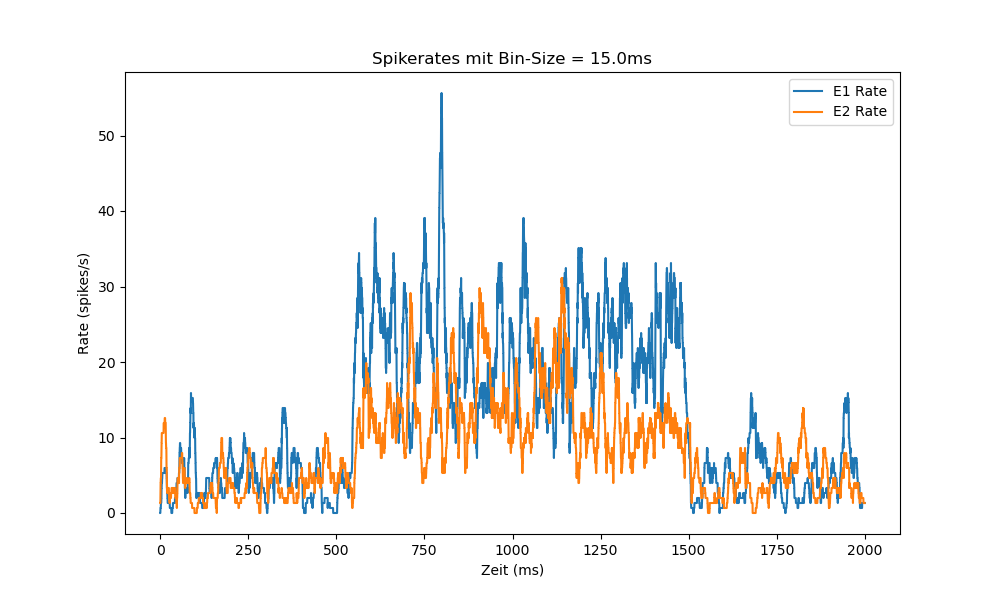 Spikerates mit Bin-Size = 15.0ms
E1 Rate
E2 Rate
Rate (spikes/s)
50
40
30
20
10
0
0 250 500 750 1000 1250 1500 1750 2000
Zeit (ms)